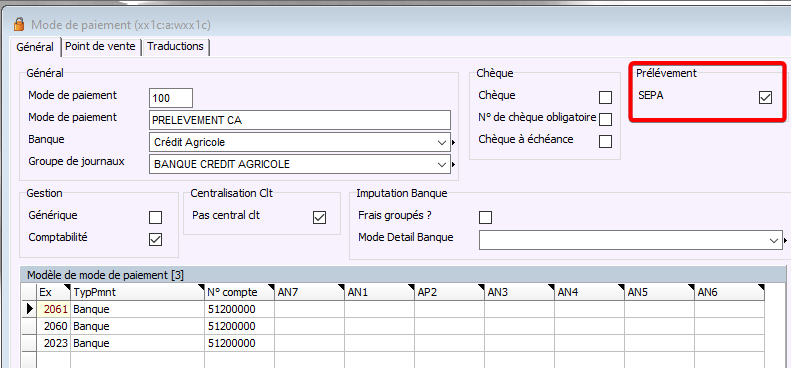 Mode de paiement (xx1c:a:wxx1c)
Général Point de vente Traductions
Général
Mode de paiement 100
Mode de paiement PRELEVEMENT CA
Banque Crédit Agricole
Groupe de journaux BANQUE CREDIT AGRICOLE
Chèque
Chèque
N° de chèque obligatoire
Chèque à échéance
Prélévement
SEPA
Gestion
Générique
Comptabilité
Centralisation Clt
Pas central clt
Imputation Banque
Frais groupés ?
Mode Detail Banque
Modèle de mode de paiement [3]
Ex TypPmnt N° compte AN7 AN1 AP2 AN3 AN4 AN5 AN6
2061 Banque 51200000
2060 Banque 51200000
2023 Banque 51200000